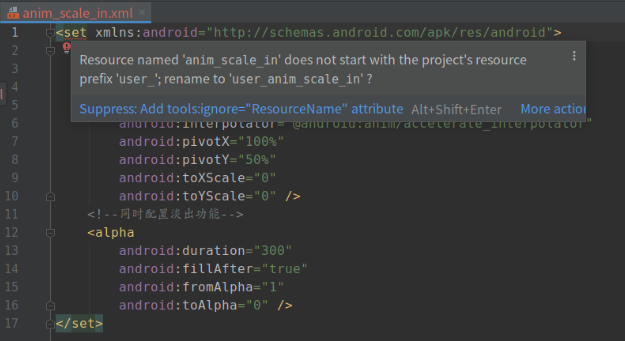 anim_scale_in.xml
1 <set xmlns:android="http://schemas.android.com/apk/res/android">
2
3
Resource named 'anim_scale_in' does not start with the project's resource
4
prefix 'user_'; rename to 'user_anim_scale_in' ?
Suppress: Add tools:ignore="ResourceName" attribute Alt+Shift+Enter More action
6 android:interpolator="@android:anim/accelerate_interpolator"
7 android:pivotX="100%"
8 android:pivotY="50%"
9 android:toXScale="0"
10 android:toYScale="0" />
11 <!--同时配置淡出功能-->
12 <alpha
13 android:duration="300"
14 android:fillAfter="true"
15 android:fromAlpha="1"
16 android:toAlpha="0" />
17 </set>